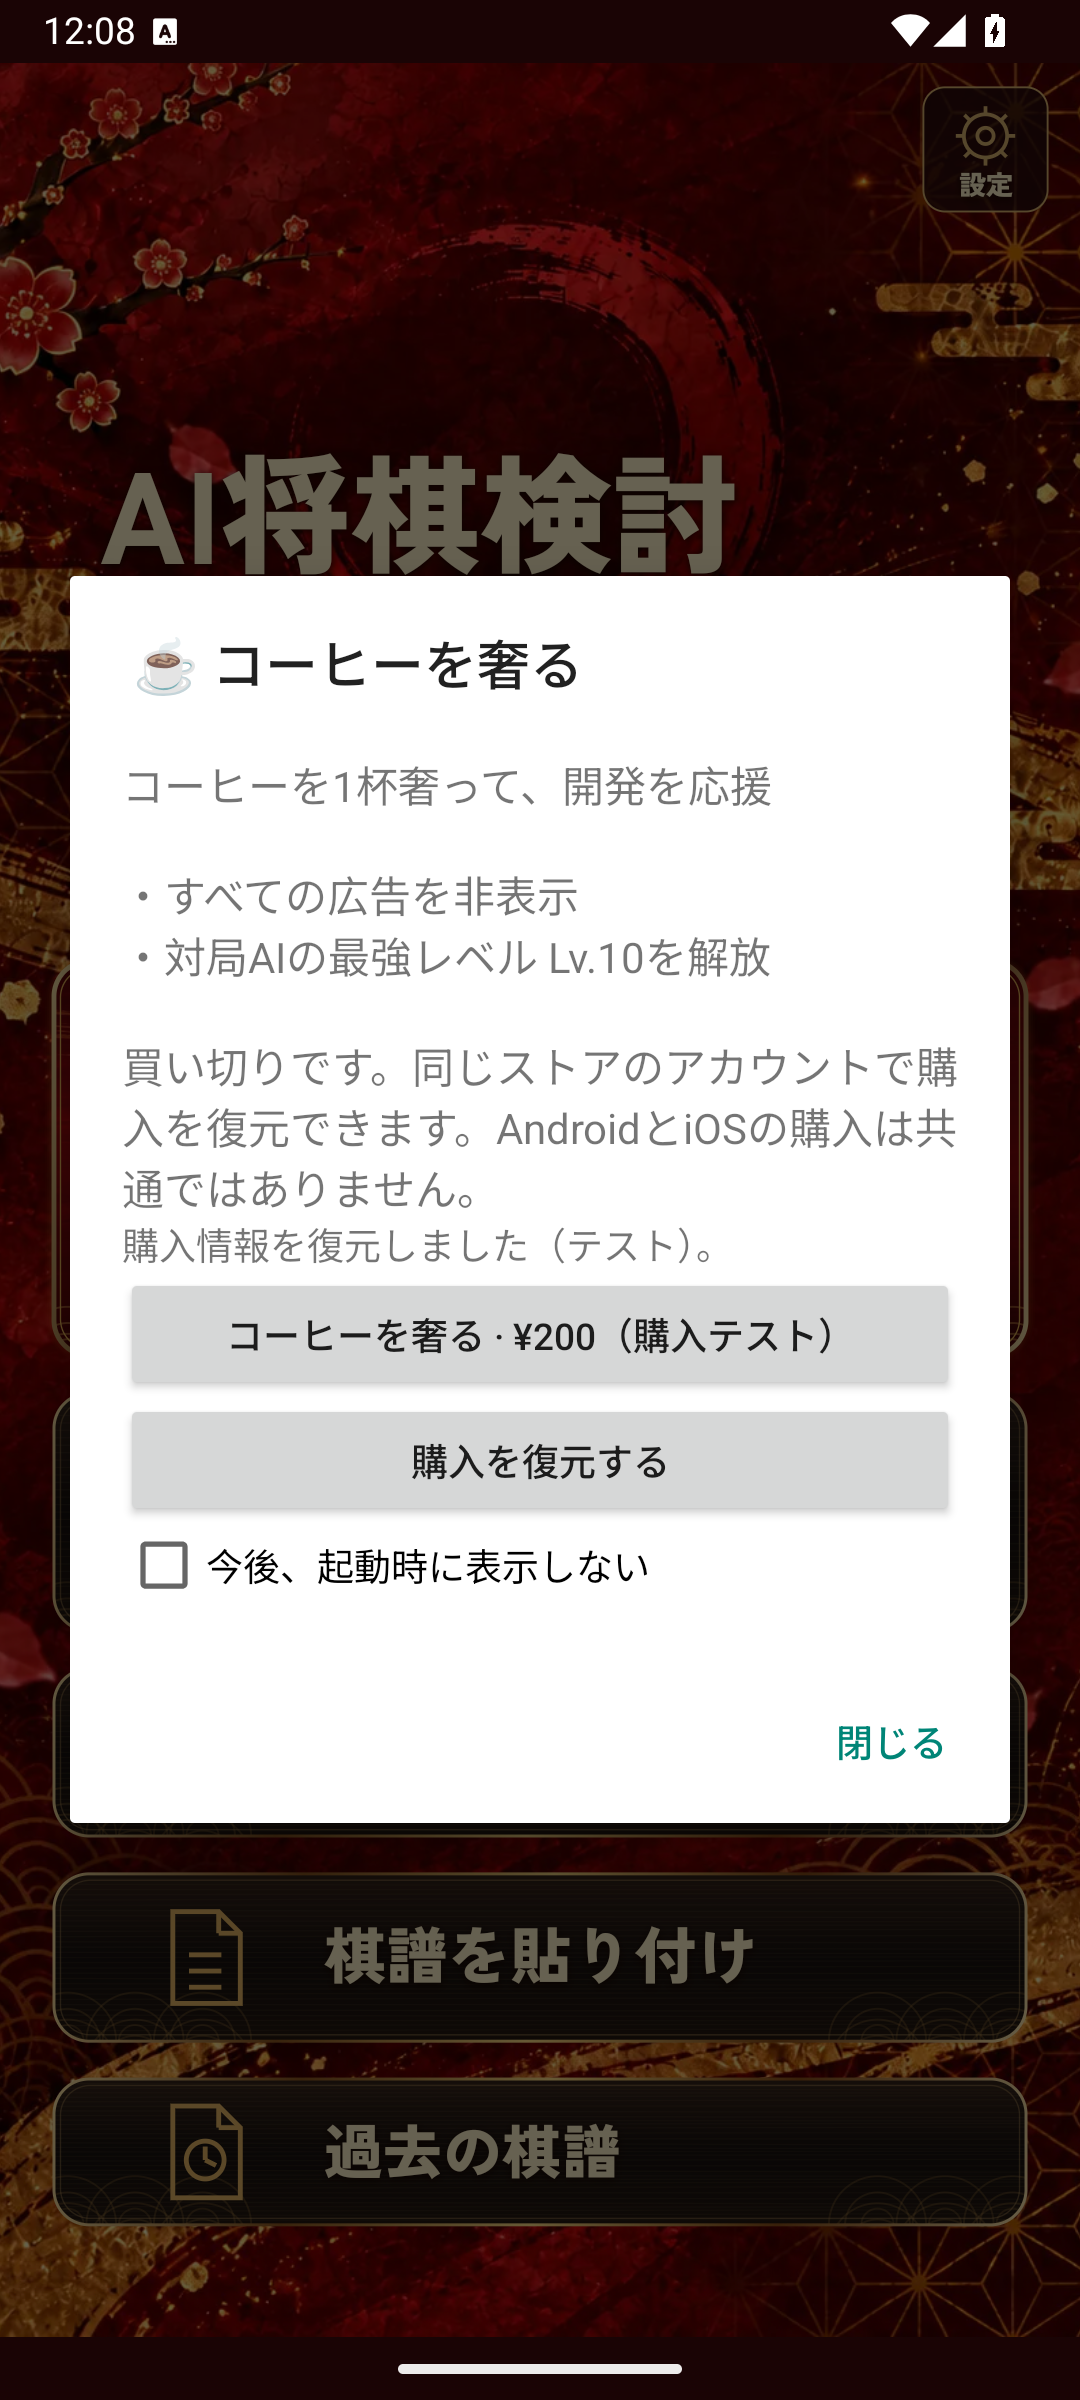 12:08
設定
AI将棋検討
☕ コーヒーを奢る
コーヒーを1杯奢って、開発を応援
・すべての広告を非表示
・対局AIの最強レベル Lv.10を解放
買い切りです。同じストアのアカウントで購
入を復元できます。AndroidとiOSの購入は共
通ではありません。
購入情報を復元しました（テスト）。
コーヒーを奢る · ¥200（購入テスト）
購入を復元する
今後、起動時に表示しない
閉じる
棋譜を貼り付け
過去の棋譜